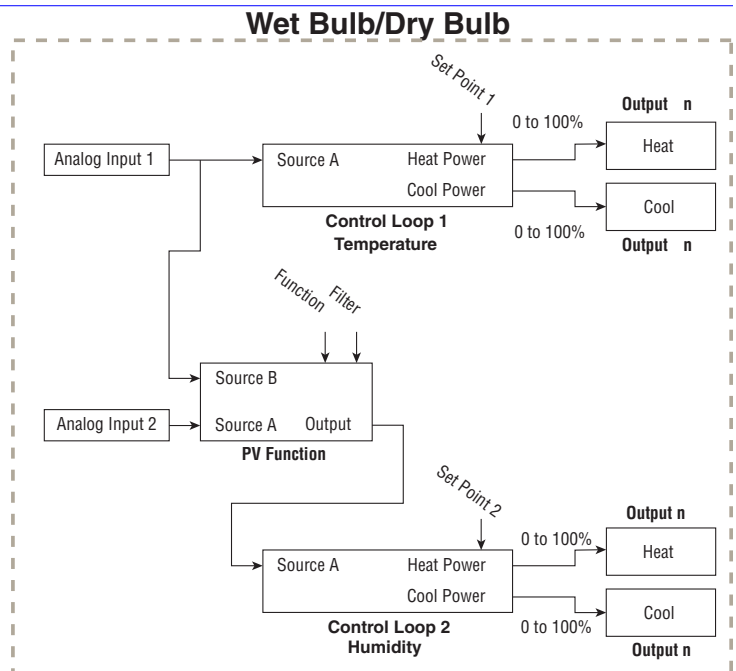 Wet Bulb/Dry Bulb
Set Point 1
0 to 100%
Output n
Analog Input 1
Source A
Heat Power
Heat
Cool Power
Cool
Control Loop 1
Temperature
0 to 100%
Output n
Function
Filter
Source B
Analog Input 2
Source A
Output
PV Function
Set Point 2
Output n
0 to 100%
Source A
Heat Power
Heat
Cool Power
Cool
Control Loop 2
Humidity
0 to 100%
Output n